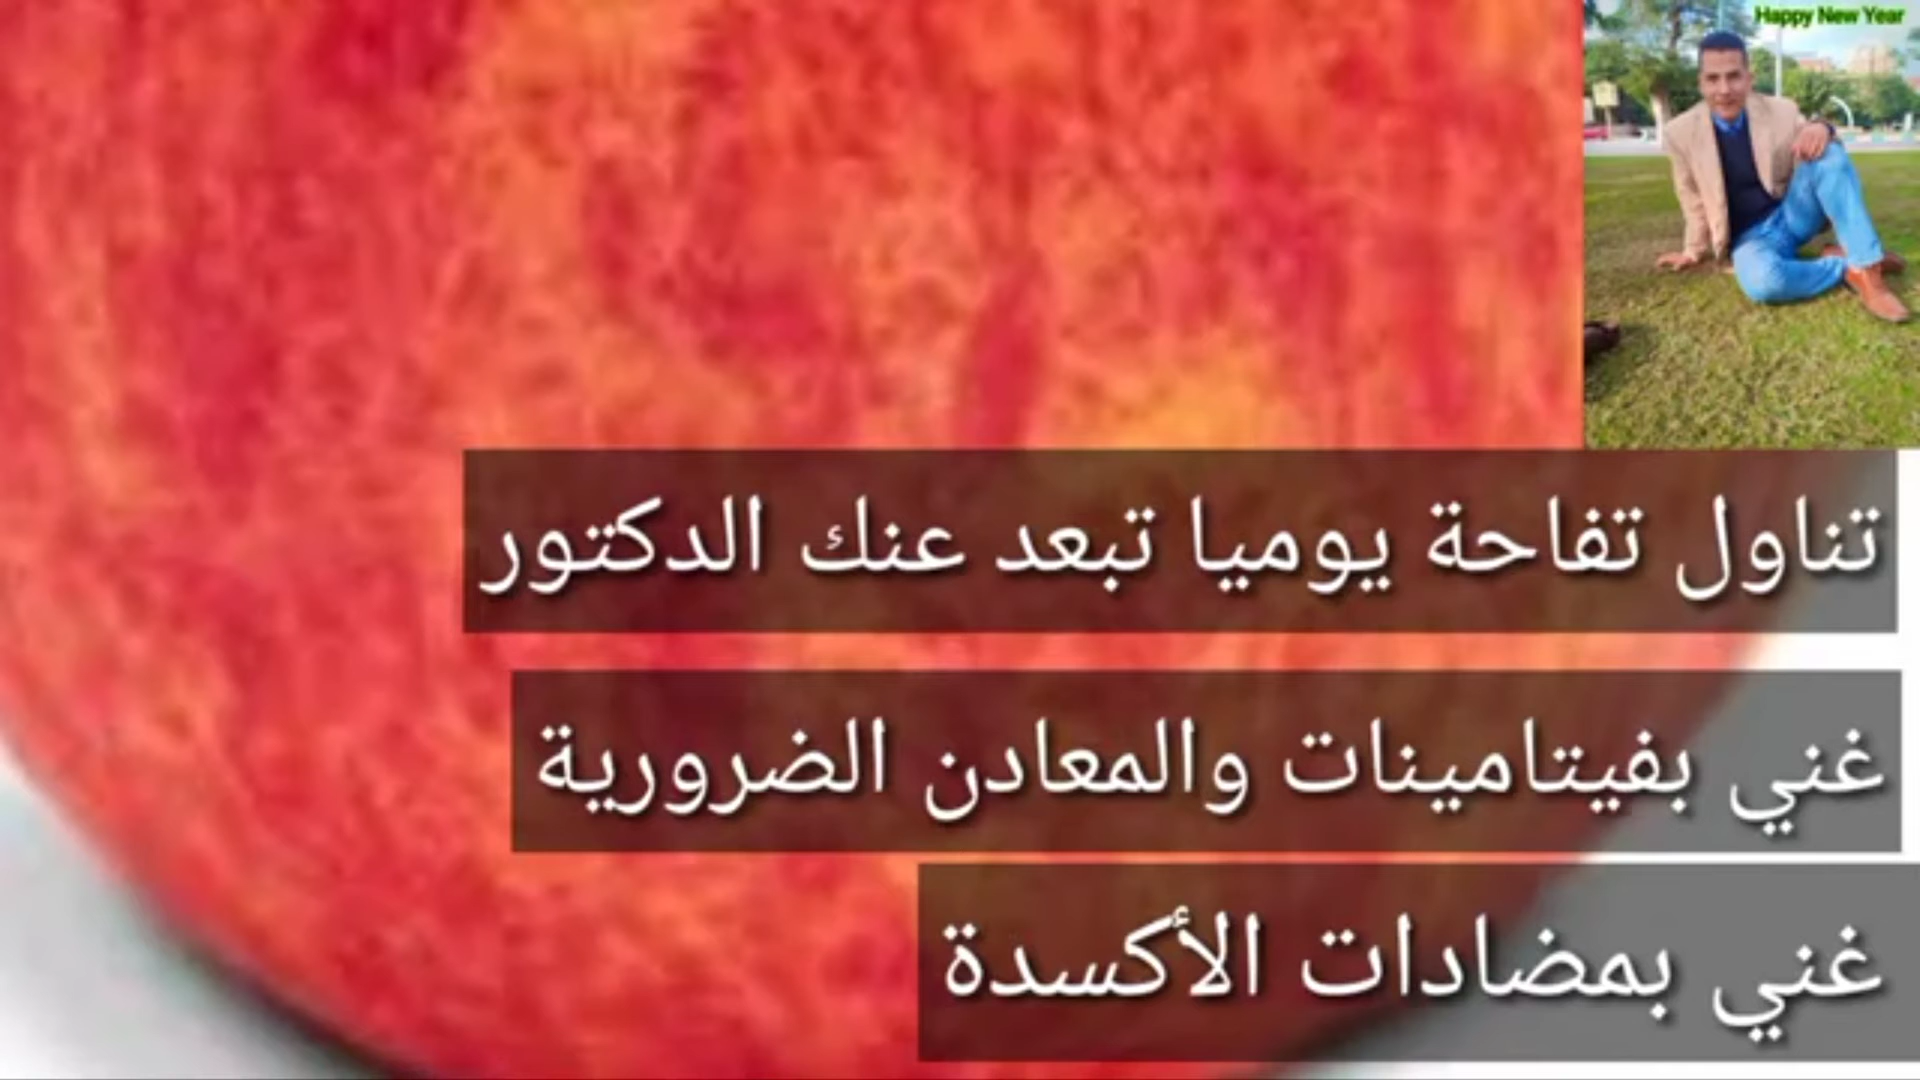 Happy New Year
تناول تفاحة يوميا تبعد عنك الدكتور
غني بفيتامينات والمعادن الضرورية
غني بمضادات الأكسدة